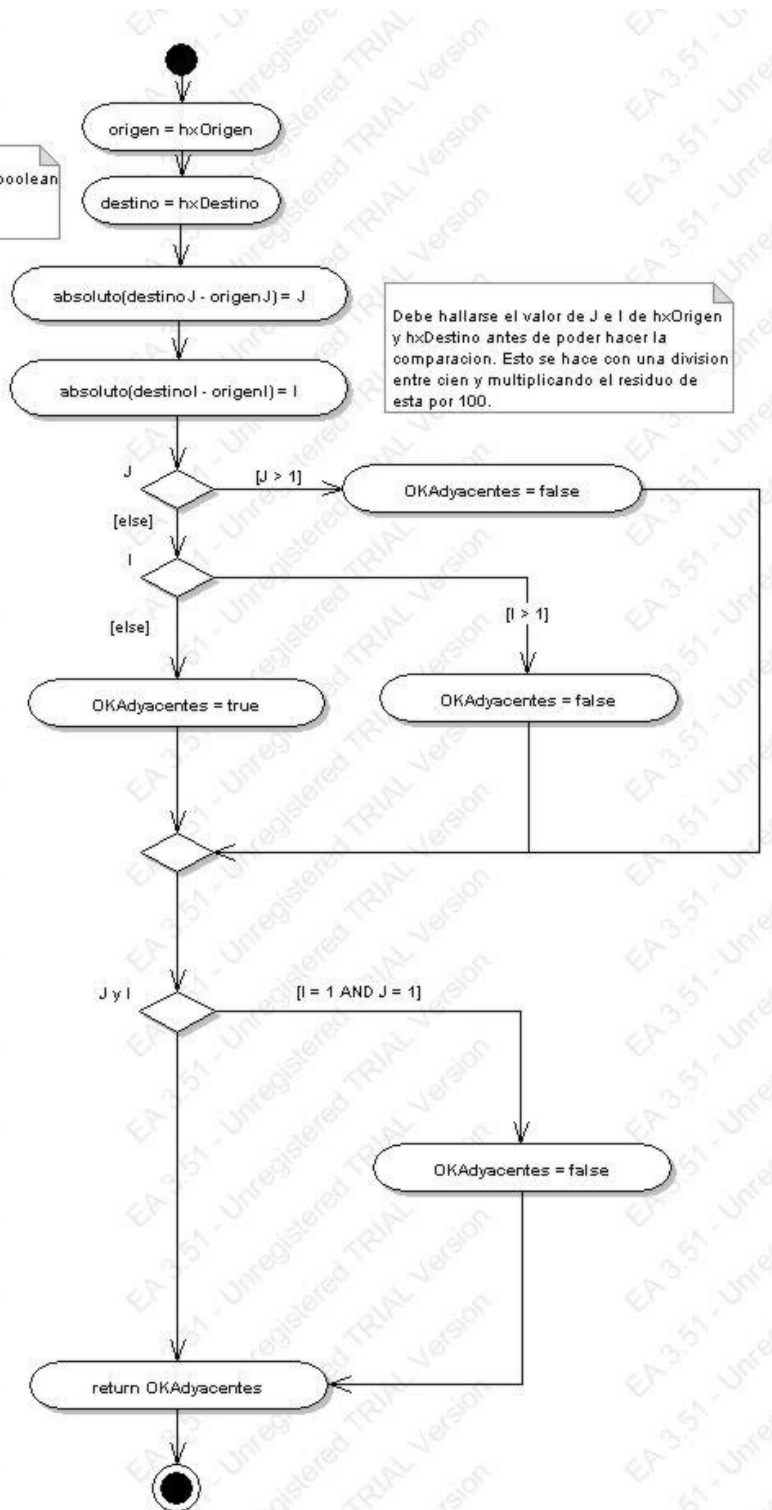 origen = hxOrigen
boolean
destino = hxDestino
absoluto(destinoJ - origenJ) = J
Debe hallarse el valor de J e I de hxOrigen
y hxDestino antes de poder hacer la
comparacion. Esto se hace con una division
entre cien y multiplicando el residuo de
esta por 100.
absoluto(destinoI - origenI) = I
J
[J > 1]
OKAdyacentes = false
[else]
I
[I > 1]
[else]
OKAdyacentes = true
OKAdyacentes = false
J y I
[I = 1 AND J = 1]
OKAdyacentes = false
return OKAdyacentes
EA 3.51 - Unregistered TRIAL Version